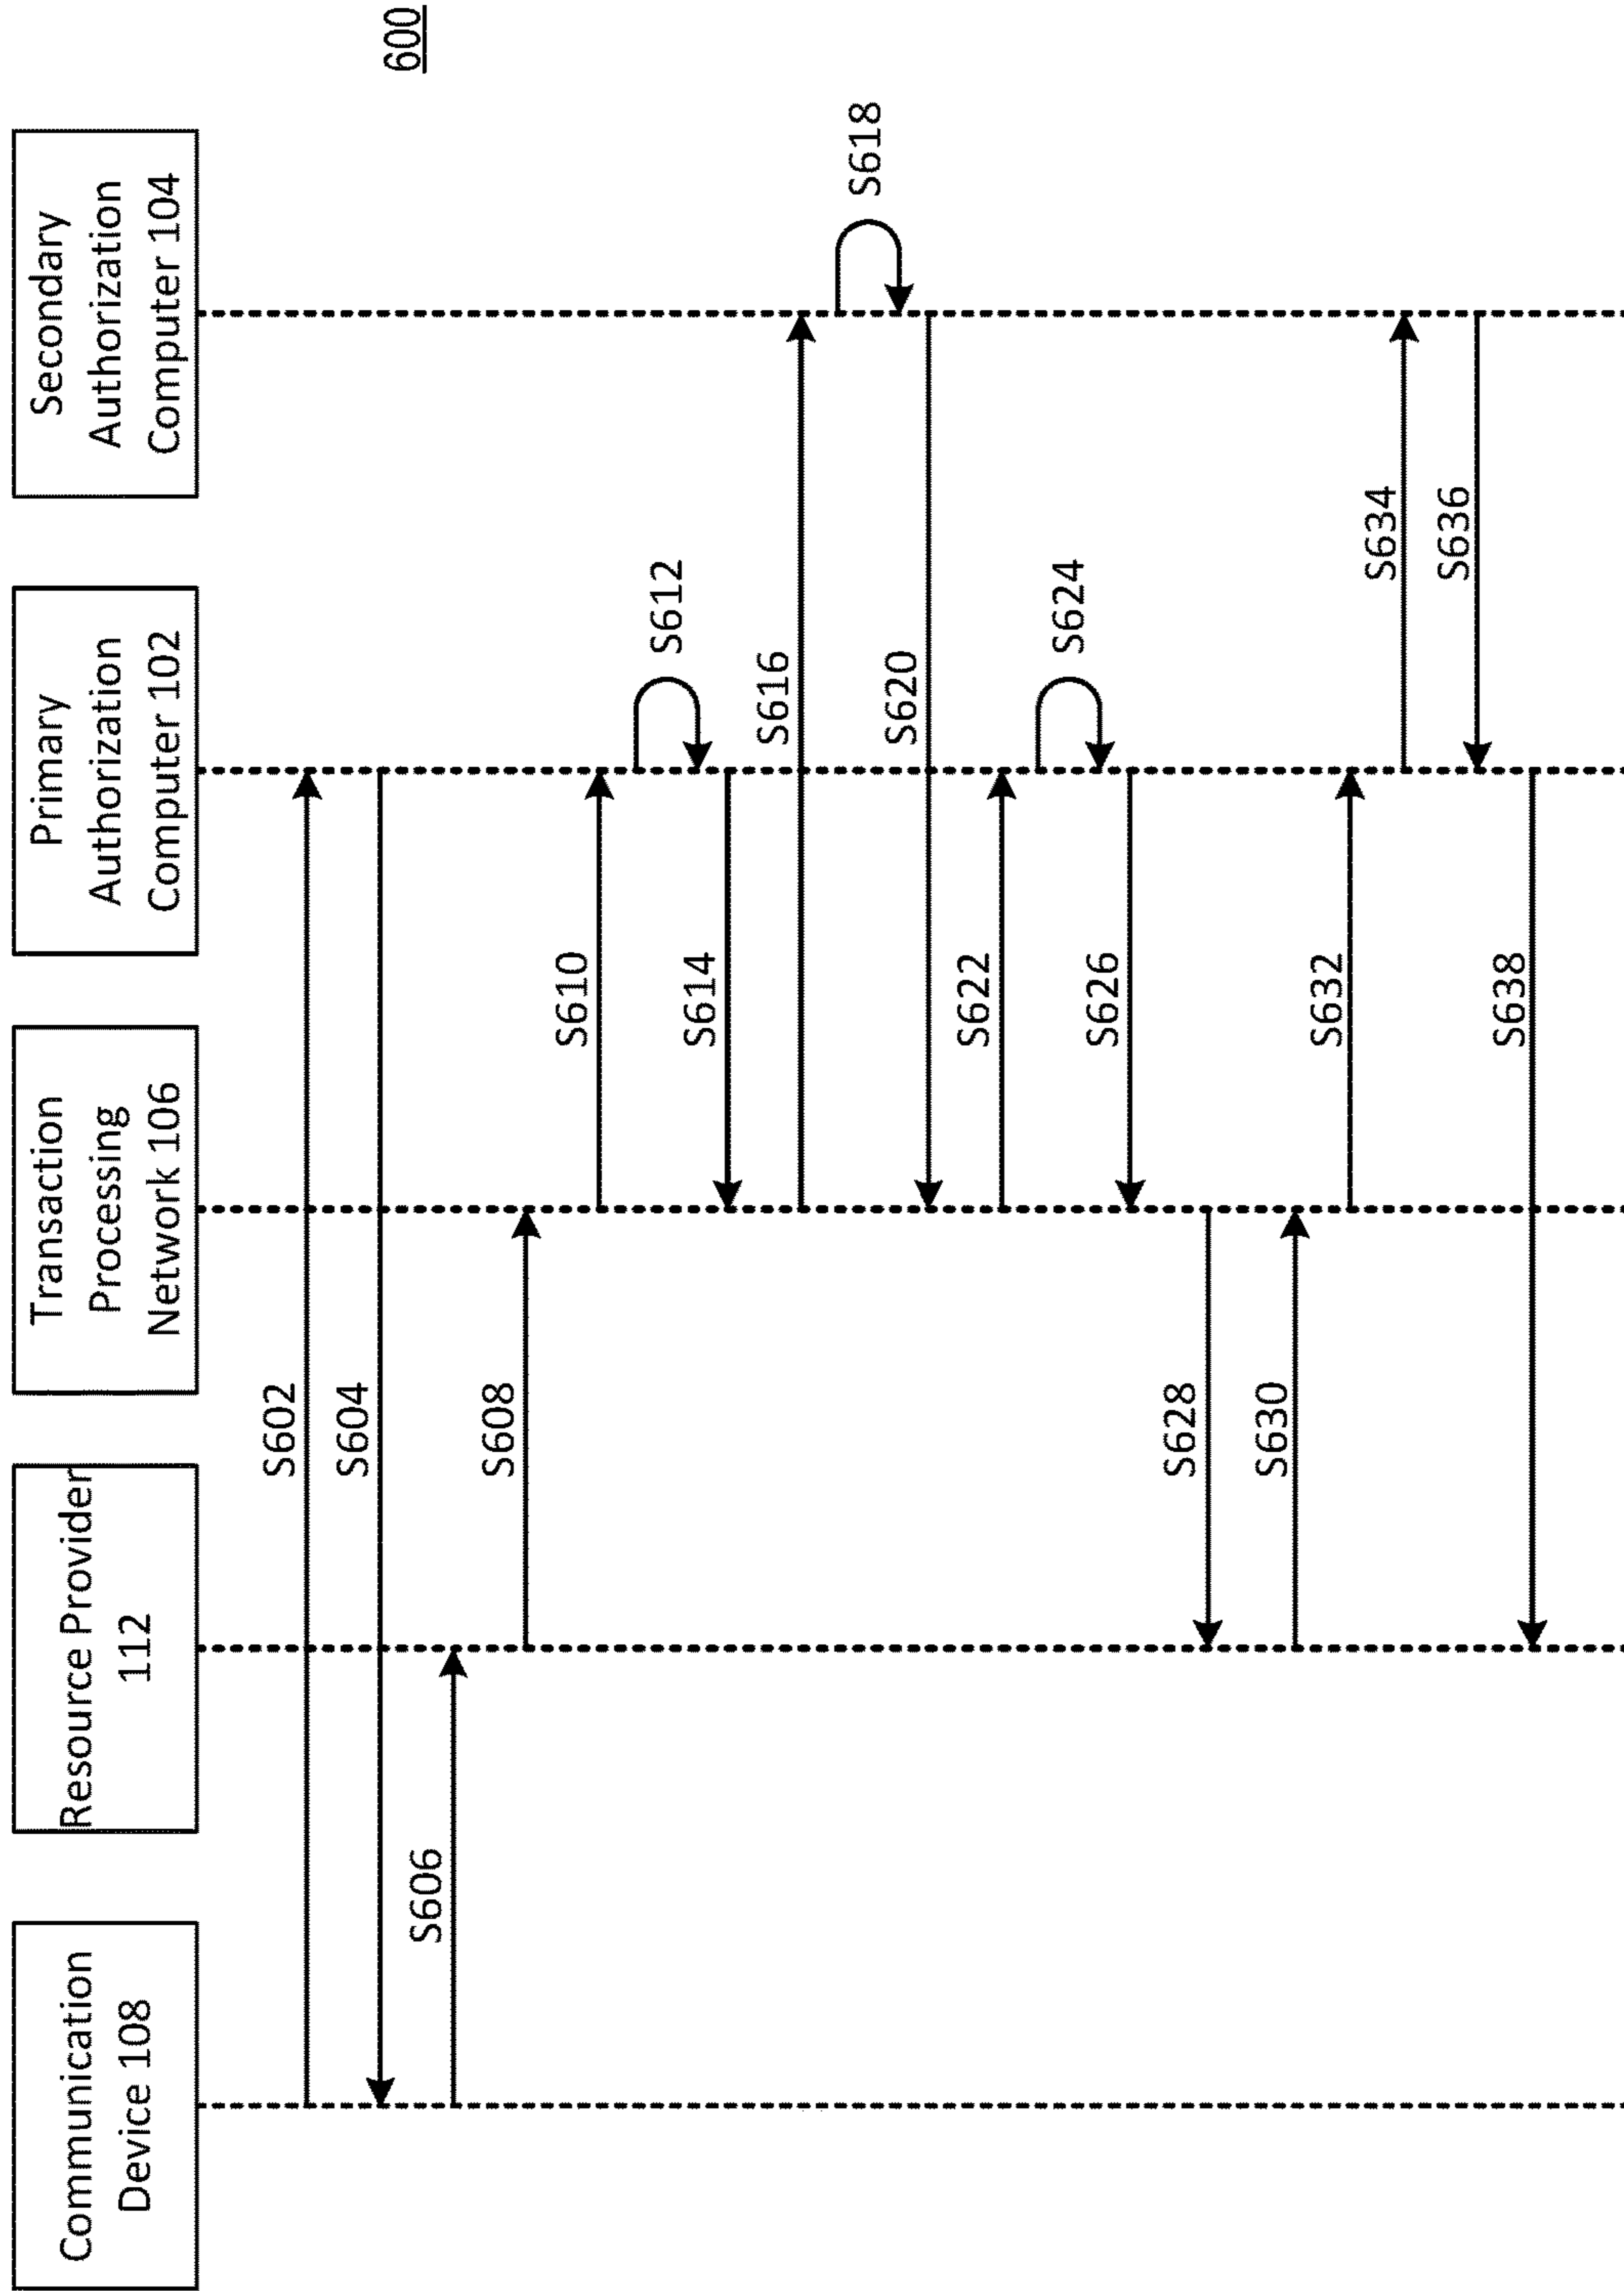 600
Communication
Device 108
Resource Provider
112
Transaction
Processing
Network 106
Primary
Authorization
Computer 102
Secondary
Authorization
Computer 104
S602
S604
S606
S608
S610
S612
S614
S616
S618
S620
S622
S624
S626
S628
S630
S632
S634
S636
S638